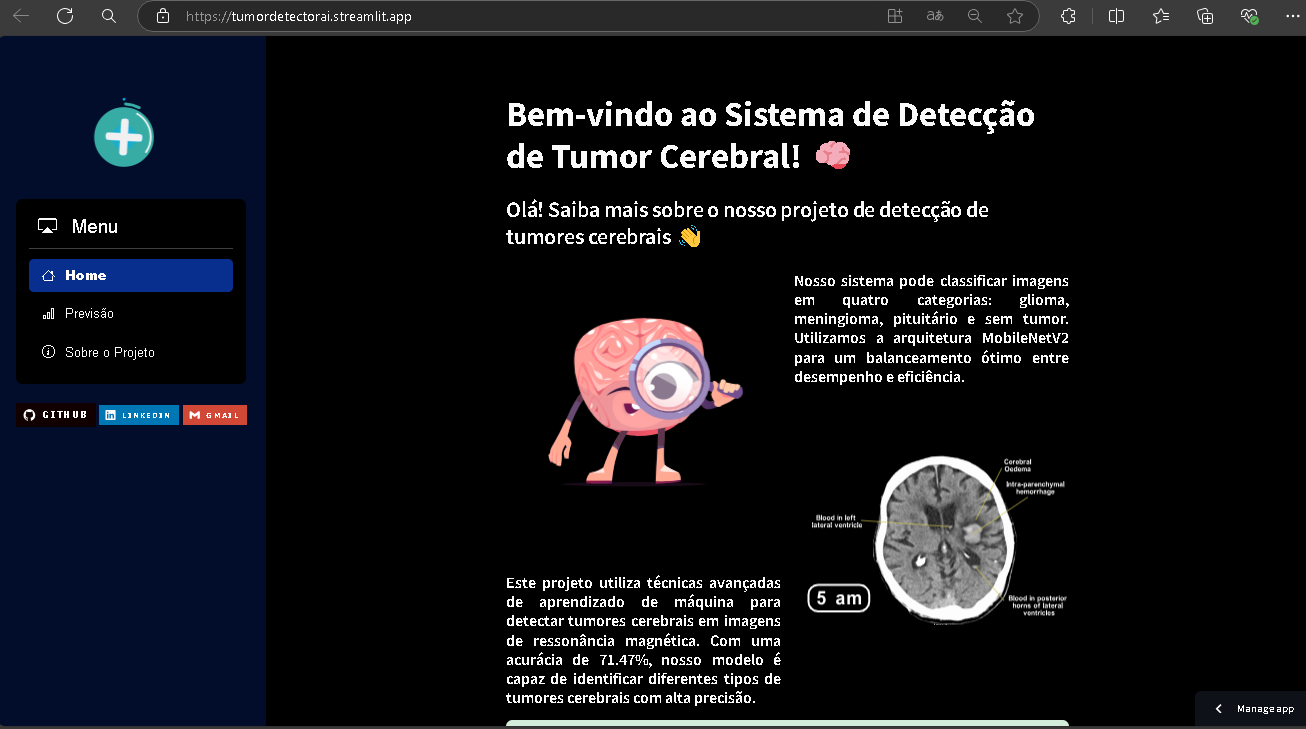 https://tumordetectorai.streamlit.app
aあ
Menu
Home
Previsão
Sobre o Projeto
GITHUB
LINKEDIN
GMAIL
Bem-vindo ao Sistema de Detecção
de Tumor Cerebral! 🧠
Olá! Saiba mais sobre o nosso projeto de detecção de
tumores cerebrais 👋
Nosso sistema pode classificar imagens
em quatro categorias: glioma,
meningioma, pituitário e sem tumor.
Utilizamos a arquitetura MobileNetV2
para um balanceamento ótimo entre
desempenho e eficiência.
Cerebral
Oedema
Intra-parenchymal
hemorrhage
Blood in left
lateral ventricle
5 am
Blood in posterior
horns of lateral
ventricles
Este projeto utiliza técnicas avançadas
de aprendizado de máquina para
detectar tumores cerebrais em imagens
de ressonância magnética. Com uma
acurácia de 71.47%, nosso modelo é
capaz de identificar diferentes tipos de
tumores cerebrais com alta precisão.
Manage app